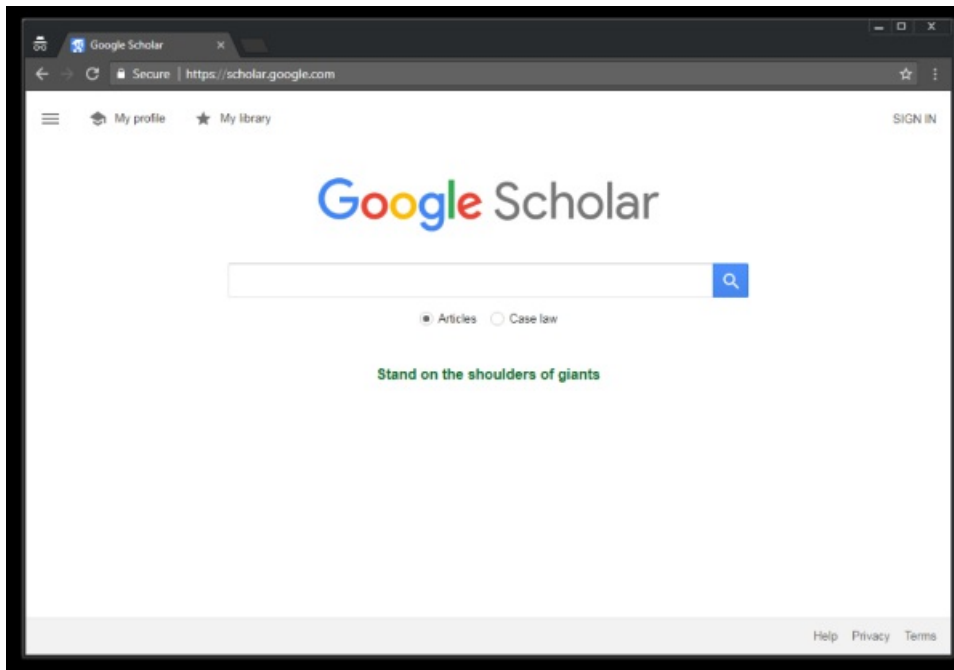 Google Scholar
Secure | https://scholar.google.com
My profile My library SIGN IN
Google Scholar
Articles Case law
Stand on the shoulders of giants
Help Privacy Terms